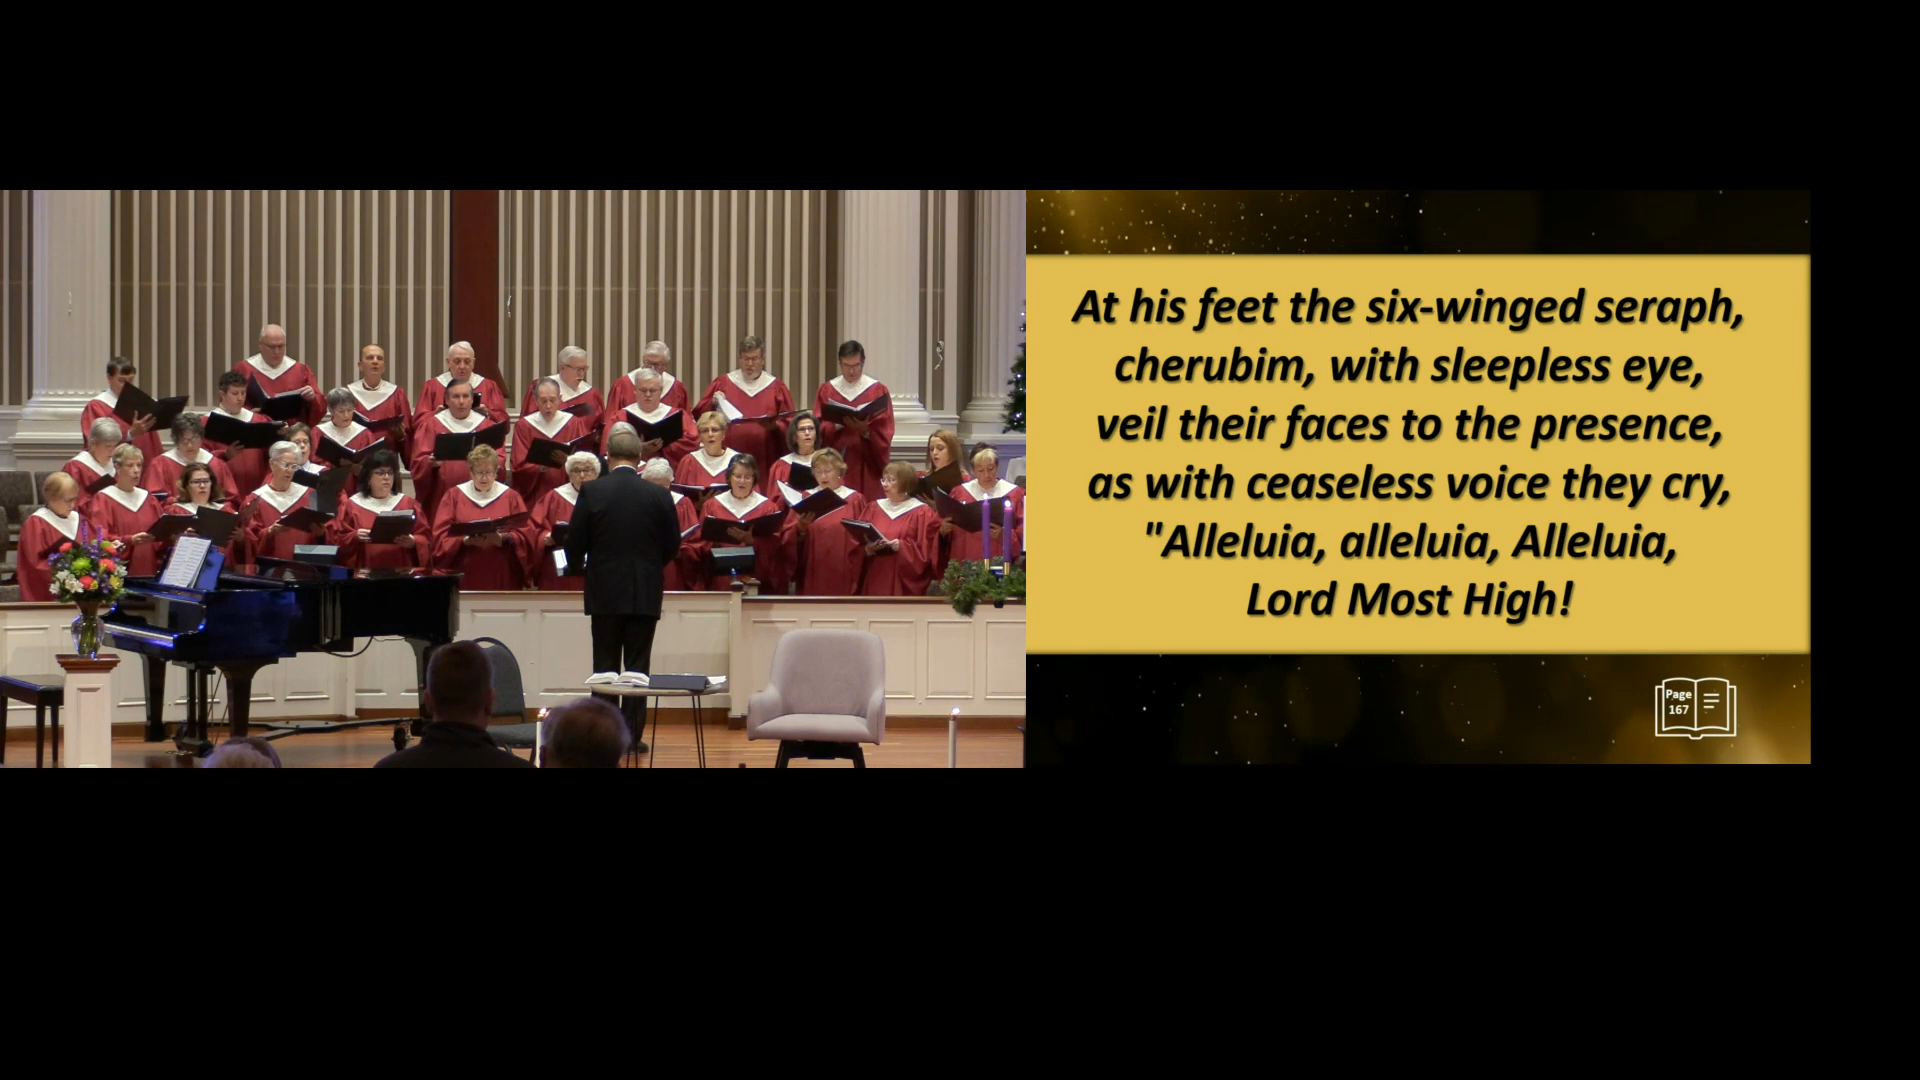 At his feet the six-winged seraph,
cherubim, with sleepless eye,
veil their faces to the presence,
as with ceaseless voice they cry,
"Alleluia, alleluia, Alleluia,
Lord Most High!
Page
167